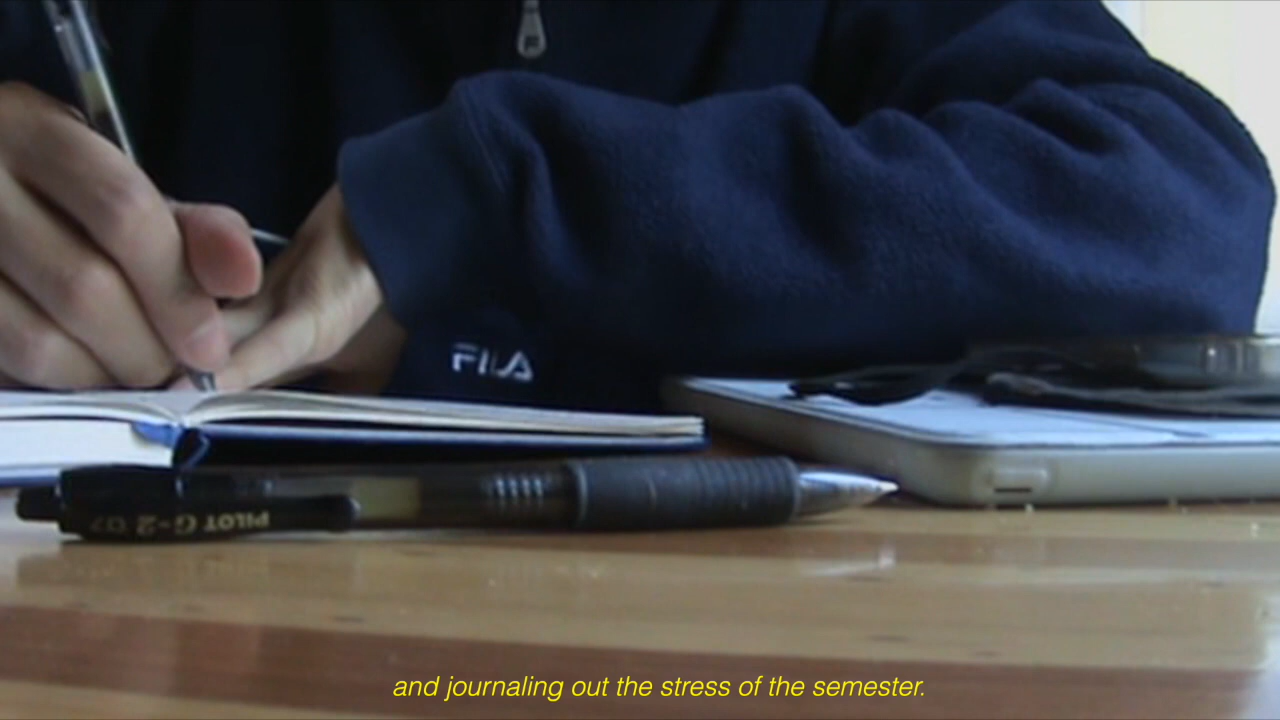 FILA
PILOT G-2 07
and journaling out the stress of the semester.